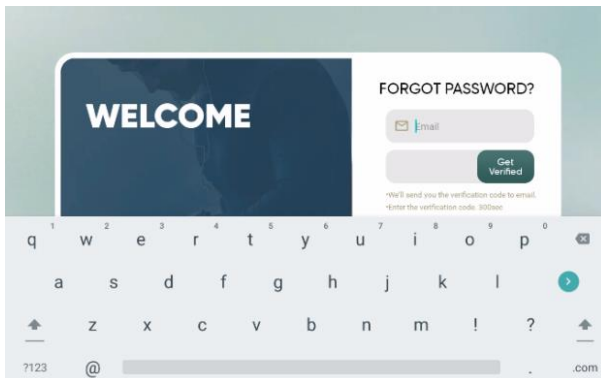 FORGOT PASSWORD?
WELCOME
Email
Get
Verified
•We'll send you the verification code to email.
•Enter the verification code. 300sec
1 2 3 4 5 6 7 8 9 0
q w e r t y u i o p
a s d f g h j k l
z x c v b n m ! ?
?123 @ . .com